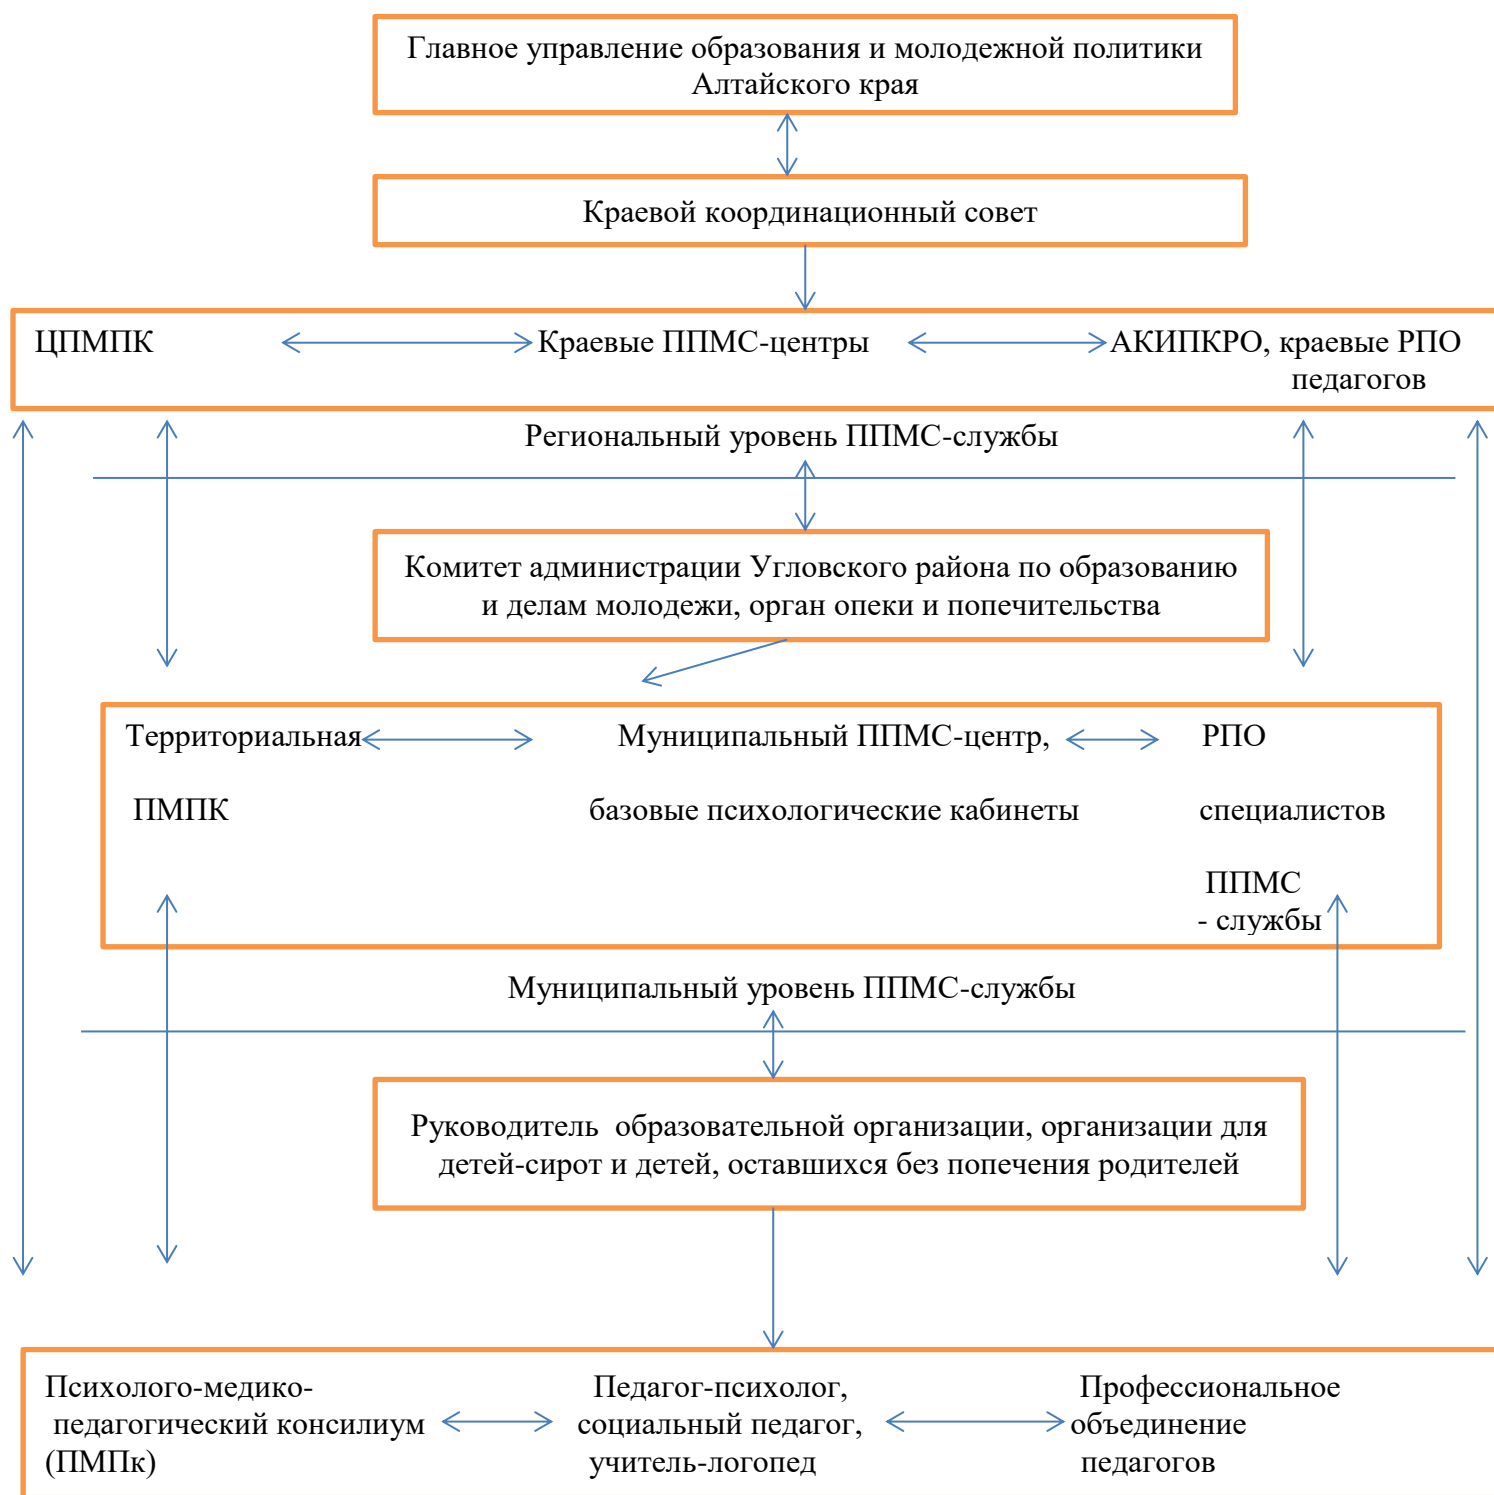 Главное управление образования и молодежной политики
Алтайского края
Краевой координационный совет
ЦПМПК Краевые ППМС-центры АКИПКРО, краевые РПО
педагогов
Региональный уровень ППМС-службы
Комитет администрации Угловского района по образованию
и делам молодежи, орган опеки и попечительства
Территориальная Муниципальный ППМС-центр, РПО
ПМПК базовые психологические кабинеты специалистов
ППМС
- службы
Муниципальный уровень ППМС-службы
Руководитель образовательной организации, организации для
детей-сирот и детей, оставшихся без попечения родителей
Психолого-медико- Педагог-психолог, Профессиональное
педагогический консилиум социальный педагог, объединение
(ПМПк) учитель-логопед педагогов